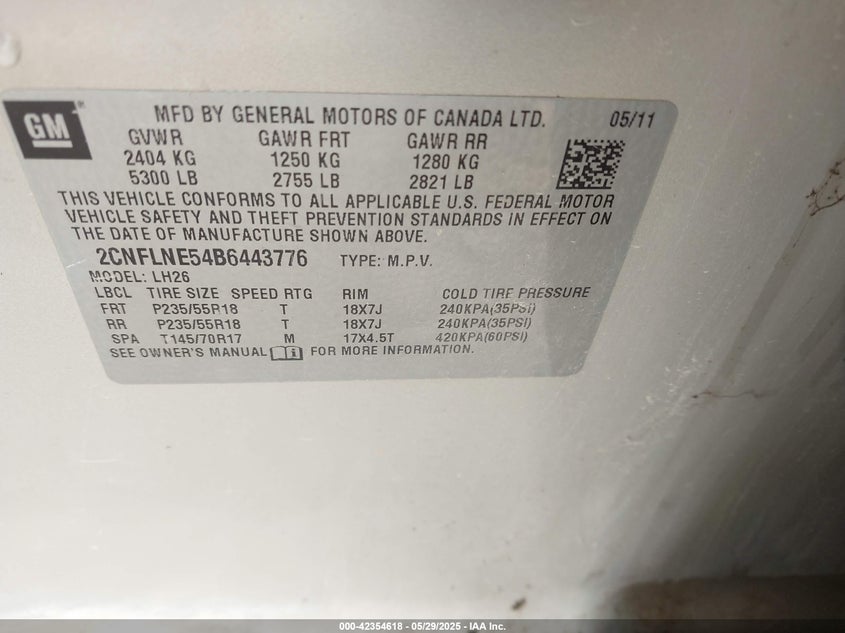 GM
MFD BY GENERAL MOTORS OF CANADA LTD. 05/11
GVWR GAWR FRT GAWR RR
2404 KG 1250 KG 1280 KG
5300 LB 2755 LB 2821 LB
THIS VEHICLE CONFORMS TO ALL APPLICABLE U.S. FEDERAL MOTOR
VEHICLE SAFETY AND THEFT PREVENTION STANDARDS IN EFFECT ON
THE DATE OF MANUFACTURE SHOWN ABOVE.
2CNFLNE54B6443776 TYPE: M.P.V.
MODEL: LH26
LBCL TIRE SIZE SPEED RTG RIM COLD TIRE PRESSURE
FRT P235/55R18 T 18X7J 240KPA(35PSI)
RR P235/55R18 T 18X7J 240KPA(35PSI)
SPA T145/70R17 M 17X4.5T 420KPA(60PSI)
SEE OWNER'S MANUAL FOR MORE INFORMATION.
000-42354618 - 05/29/2025 - IAA Inc.